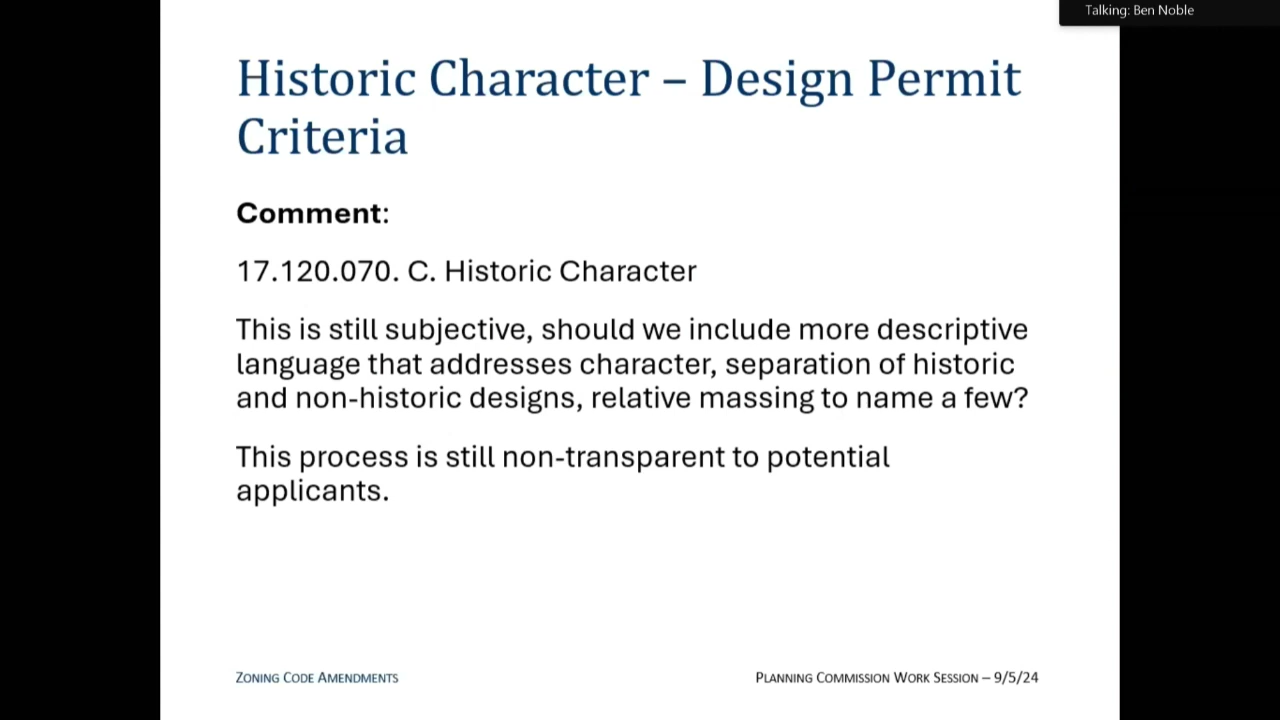 Talking: Ben Noble
Historic Character – Design Permit
Criteria
Comment:
17.120.070. C. Historic Character
This is still subjective, should we include more descriptive
language that addresses character, separation of historic
and non-historic designs, relative massing to name a few?
This process is still non-transparent to potential
applicants.
Zoning Code Amendments
Planning Commission Work Session – 9/5/24